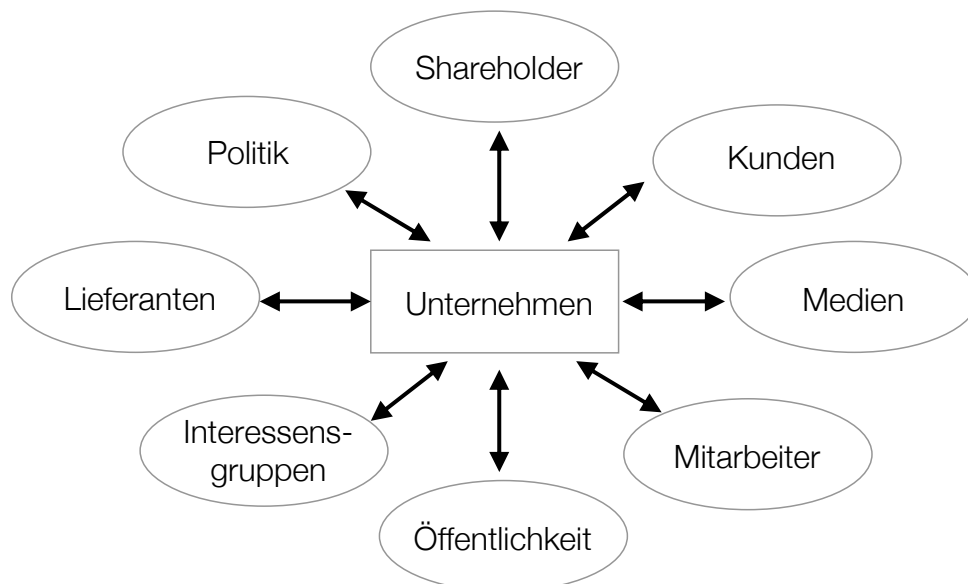 Shareholder
Politik
Kunden
Lieferanten
Unternehmen
Medien
Interessens-
gruppen
Mitarbeiter
Öffentlichkeit